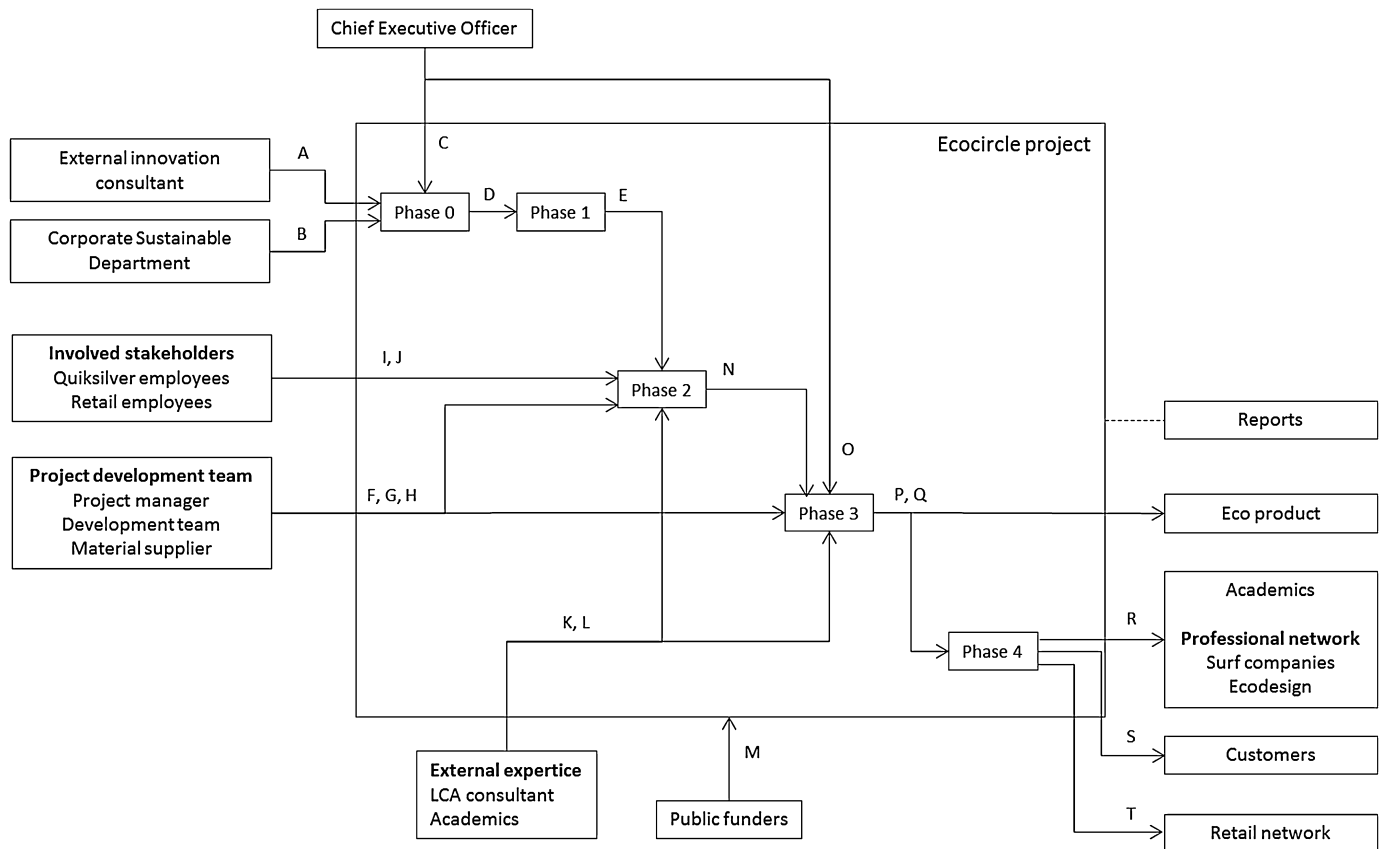 Chief Executive Officer
Ecocircle project
C
External innovation
consultant
A
Corporate Sustainable
Department
B
Phase 0
D
Phase 1
E
Involved stakeholders
Quiksilver employees
Retail employees
I, J
Phase 2
N
Project development team
Project manager
Development team
Material supplier
F, G, H
O
Phase 3
P, Q
Reports
Eco product
K, L
Phase 4
R
Academics
Professional network
Surf companies
Ecodesign
S
Customers
T
Retail network
External expertice
LCA consultant
Academics
M
Public funders